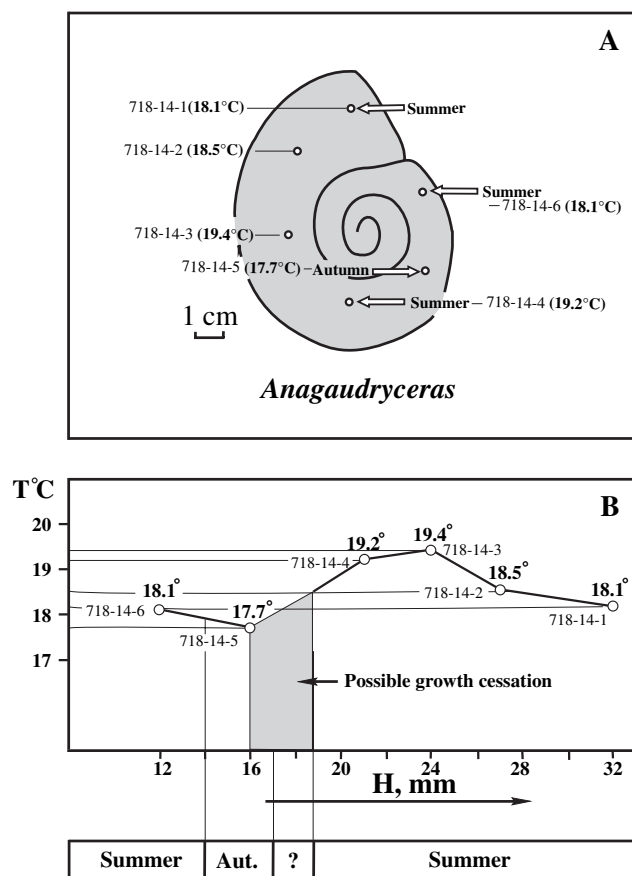 A
718-14-1(18.1°C)
Summer
718-14-2 (18.5°C)
Summer
718-14-6 (18.1°C)
718-14-3 (19.4°C)
718-14-5 (17.7°C) Autumn
Summer 718-14-4 (19.2°C)
1 cm
Anagaudryceras
T°C
B
20
19
18
17
18.1°
718-14-6
17.7°
718-14-5
19.2°
718-14-4
19.4°
718-14-3
18.5°
718-14-2
18.1°
718-14-1
Possible growth cessation
12 16 20 24 28 32
H, mm
Summer Aut. ? Summer